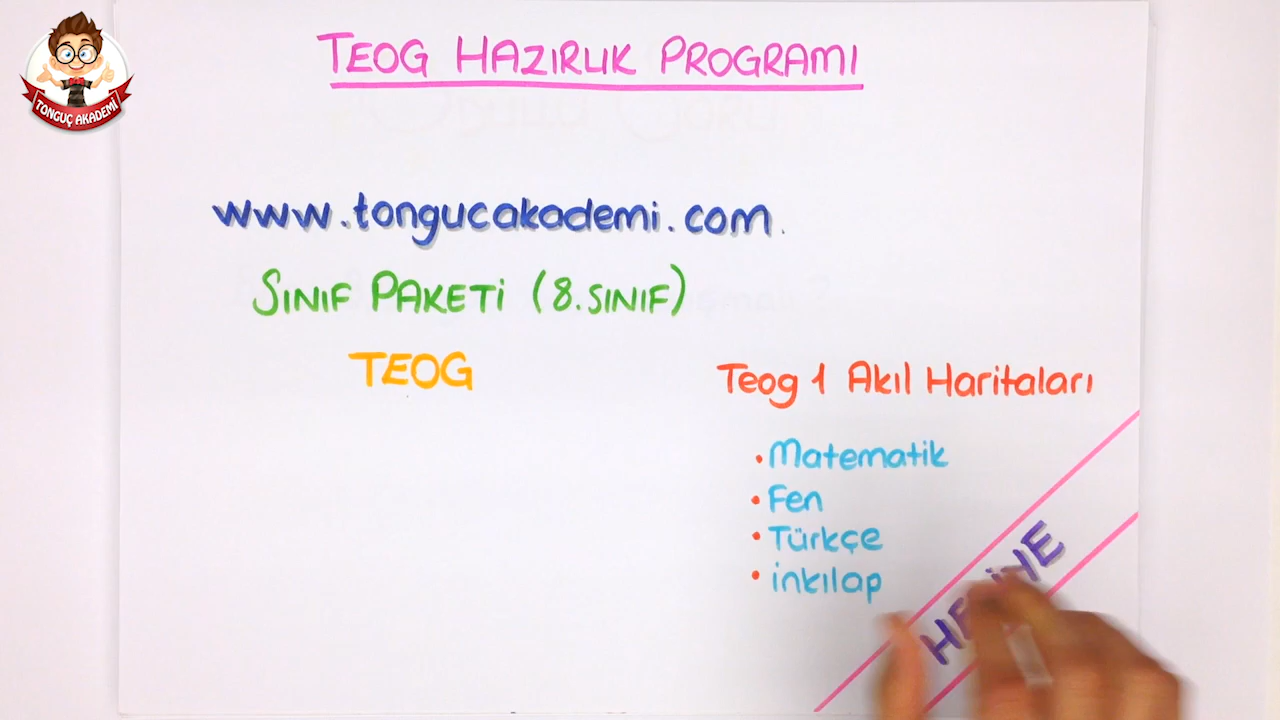 TONGUÇ AKADEMİ
TEOG HAZIRLIK PROGRAMI
www.tongucakademi.com
SINIF PAKETİ (8.SINIF)
TEOG
Teog 1 Akıl Haritaları
• Matematik
• Fen
• Türkçe
• inkılap